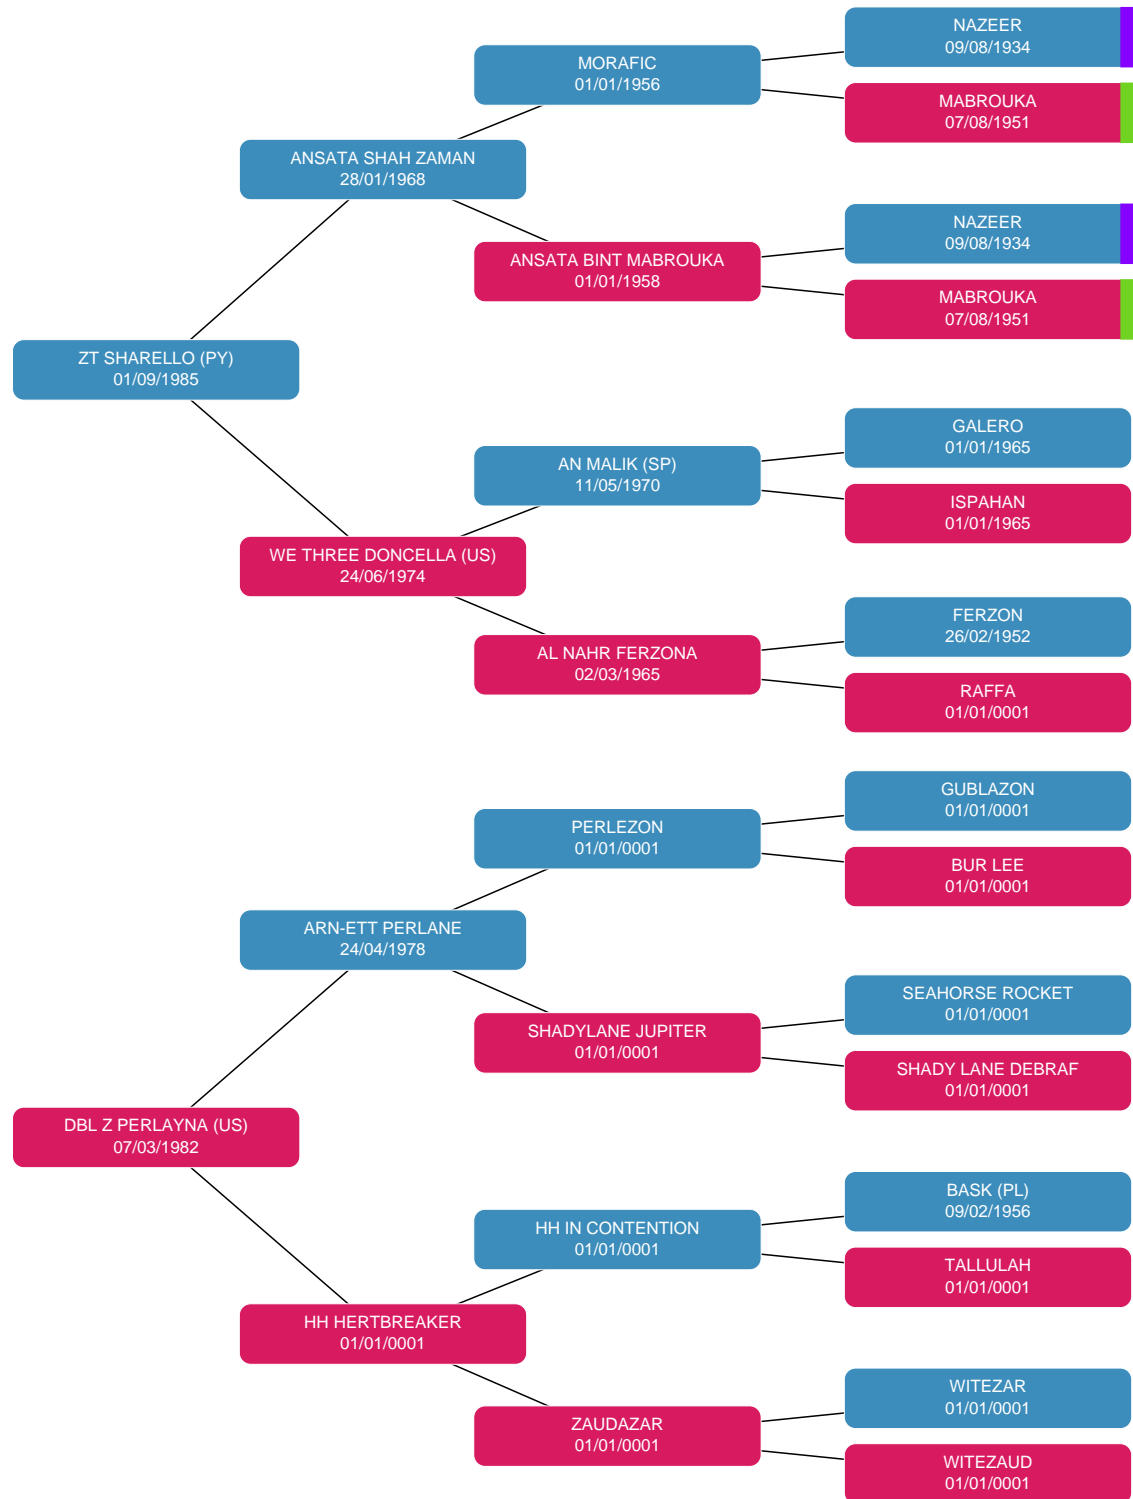 NAZEER
09/08/1934
MORAFIC
01/01/1956
MABROUKA
07/08/1951
ANSATA SHAH ZAMAN
28/01/1968
NAZEER
09/08/1934
ANSATA BINT MABROUKA
01/01/1958
MABROUKA
07/08/1951
ZT SHARELLO (PY)
01/09/1985
GALERO
01/01/1965
AN MALIK (SP)
11/05/1970
ISPAHAN
01/01/1965
WE THREE DONCELLA (US)
24/06/1974
FERZON
26/02/1952
AL NAHR FERZONA
02/03/1965
RAFFA
01/01/0001
GUBLAZON
01/01/0001
PERLEZON
01/01/0001
BUR LEE
01/01/0001
ARN-ETT PERLANE
24/04/1978
SEAHORSE ROCKET
01/01/0001
SHADYLANE JUPITER
01/01/0001
SHADY LANE DEBRAF
01/01/0001
DBL Z PERLAYNA (US)
07/03/1982
BASK (PL)
09/02/1956
HH IN CONTENTION
01/01/0001
TALLULAH
01/01/0001
HH HERTBREAKER
01/01/0001
WITEZAR
01/01/0001
ZAUDAZAR
01/01/0001
WITEZAUD
01/01/0001